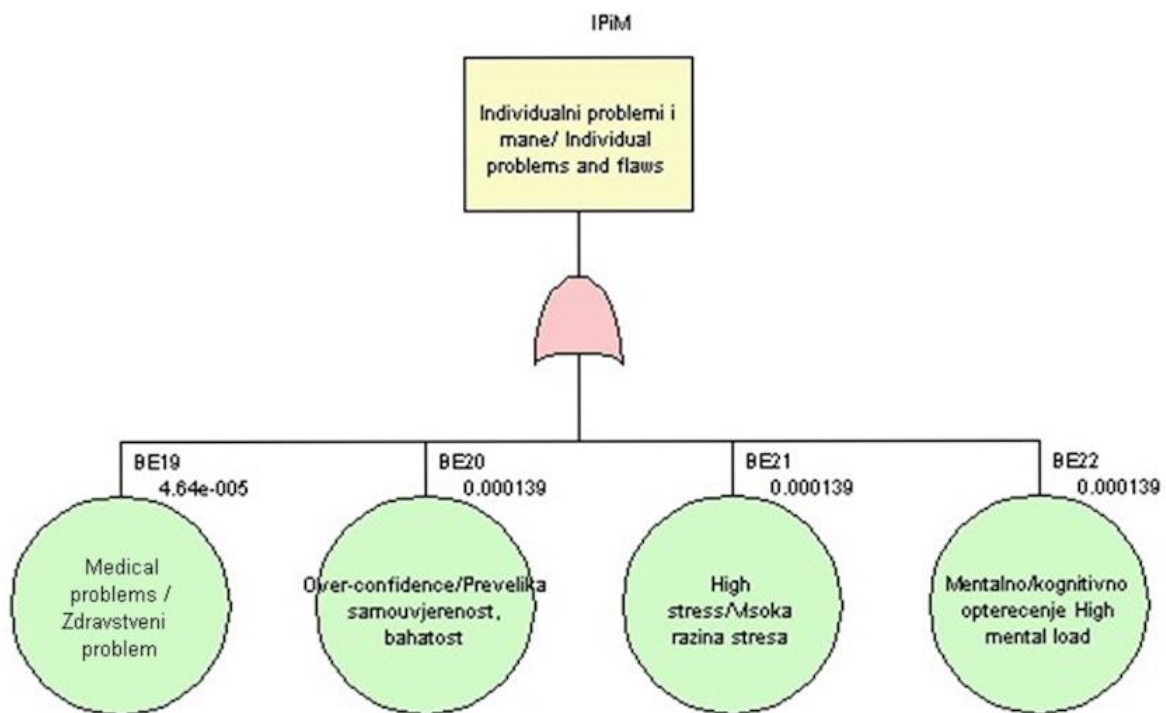 IPiM
Individualni problemi i
mane/ Individual
problems and flaws
BE19
4.64e-005
BE20
0.000139
BE21
0.000139
BE22
0.000139
Medical
problems /
Zdravstveni
problem
Over-confidence/Prevelika
samouvjerenost,
bahatost
High
stress/Visoka
razina stresa
Mentalno/kognitivno
opterecenje High
mental load